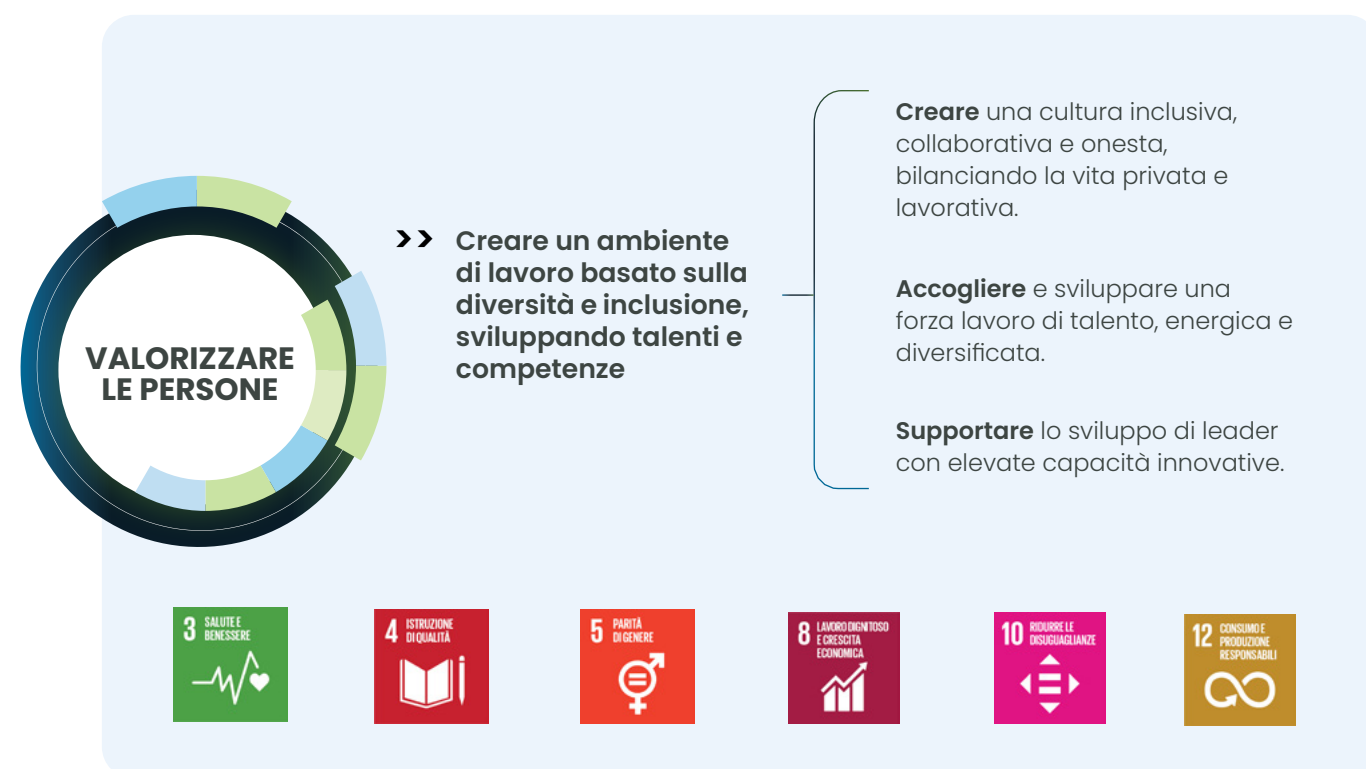 VALORIZZARE
LE PERSONE
Creare un ambiente
di lavoro basato sulla
diversità e inclusione,
sviluppando talenti e
competenze
Creare una cultura inclusiva,
collaborativa e onesta,
bilanciando la vita privata e
lavorativa.
Accogliere e sviluppare una
forza lavoro di talento, energica e
diversificata.
Supportare lo sviluppo di leader
con elevate capacità innovative.
3 SALUTE E
BENESSERE
4 ISTRUZIONE
DI QUALITÀ
5 PARITÀ
DI GENERE
8 LAVORO DIGNITOSO
E CRESCITA
ECONOMICA
10 RIDURRE LE
DISUGUAGLIANZE
12 CONSUMO E
PRODUZIONE
RESPONSABILI